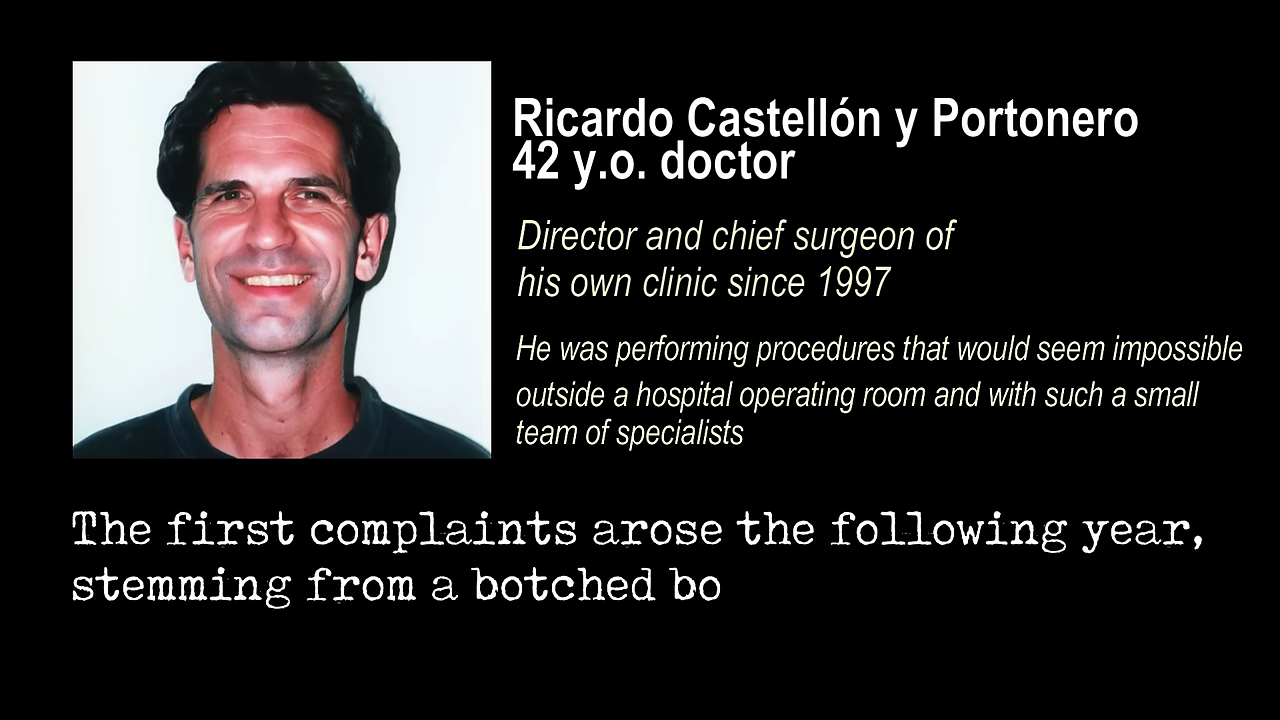 Ricardo Castellón y Portonero
42 y.o. doctor
Director and chief surgeon of
his own clinic since 1997
He was performing procedures that would seem impossible
outside a hospital operating room and with such a small
team of specialists
The first complaints arose the following year,
stemming from a botched bo